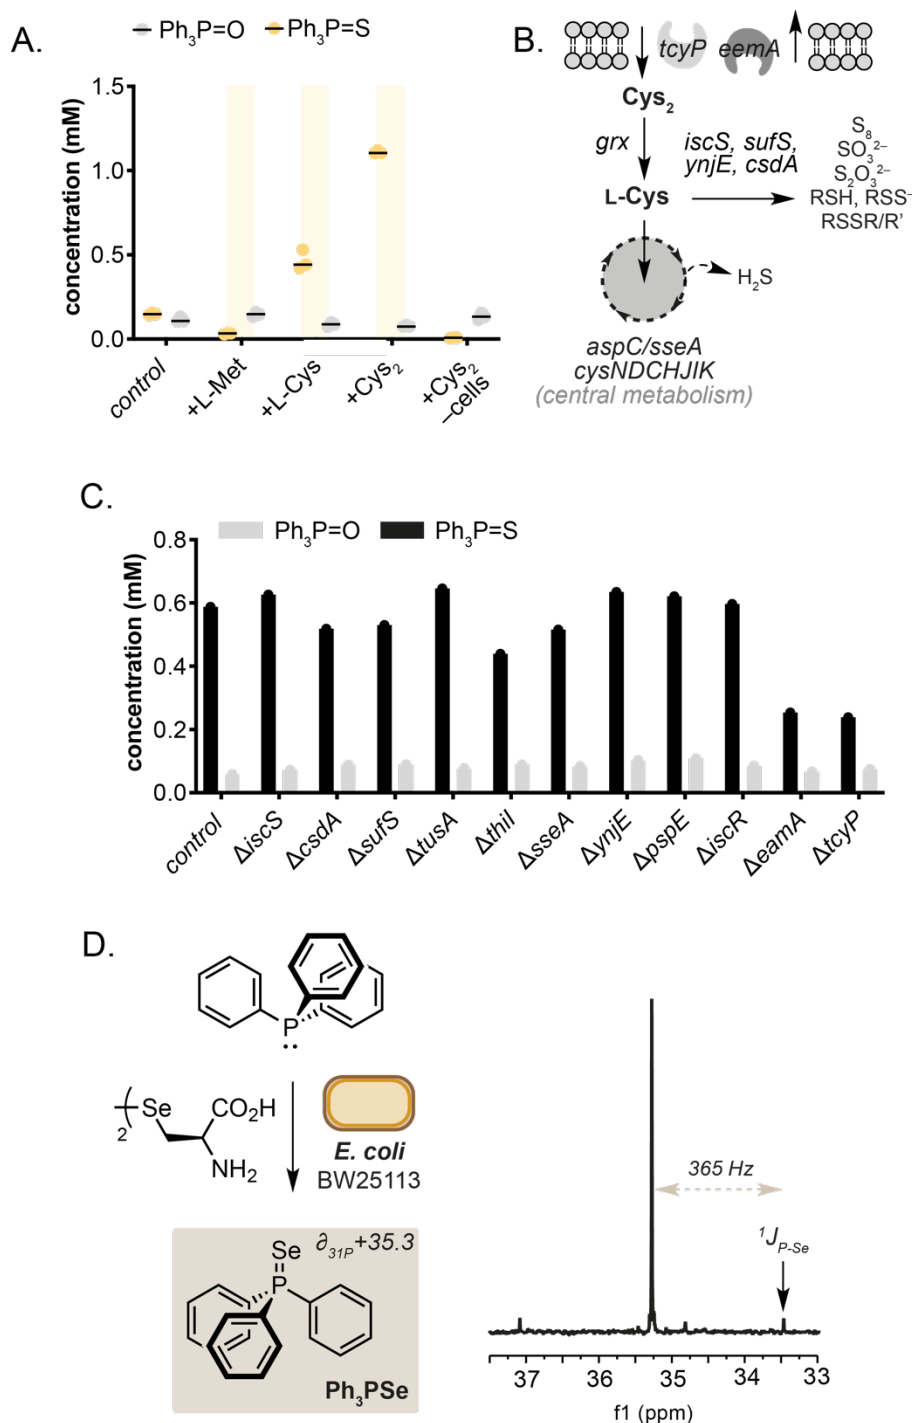 A.
Ph₃P=O Ph₃P=S
concentration (mM)
1.5
1.0
0.5
0.0
control
+L-Met
+L-Cys
+Cys₂
+Cys₂
–cells
B.
tcyP eemA
Cys₂
grx
iscS, sufS,
ynjE, csdA
L-Cys
S₈
SO₃²⁻
S₂O₃²⁻
RSH, RSS⁻
RSSR/R'
H₂S
aspC/sseA
cysNDCHJIK
(central metabolism)
C.
Ph₃P=O Ph₃P=S
concentration (mM)
0.8
0.6
0.4
0.2
0.0
control
ΔiscS
ΔcsdA
ΔsufS
ΔtusA
ΔthiI
ΔsseA
ΔynjE
ΔpspE
ΔiscR
ΔeamA
ΔtcyP
D.
P
2
Se
CO₂H
NH₂
E. coli
BW25113
Se
∂₃₁P+35.3
P
Ph₃PSe
365 Hz
¹J P-Se
37 36 35 34 33
f1 (ppm)